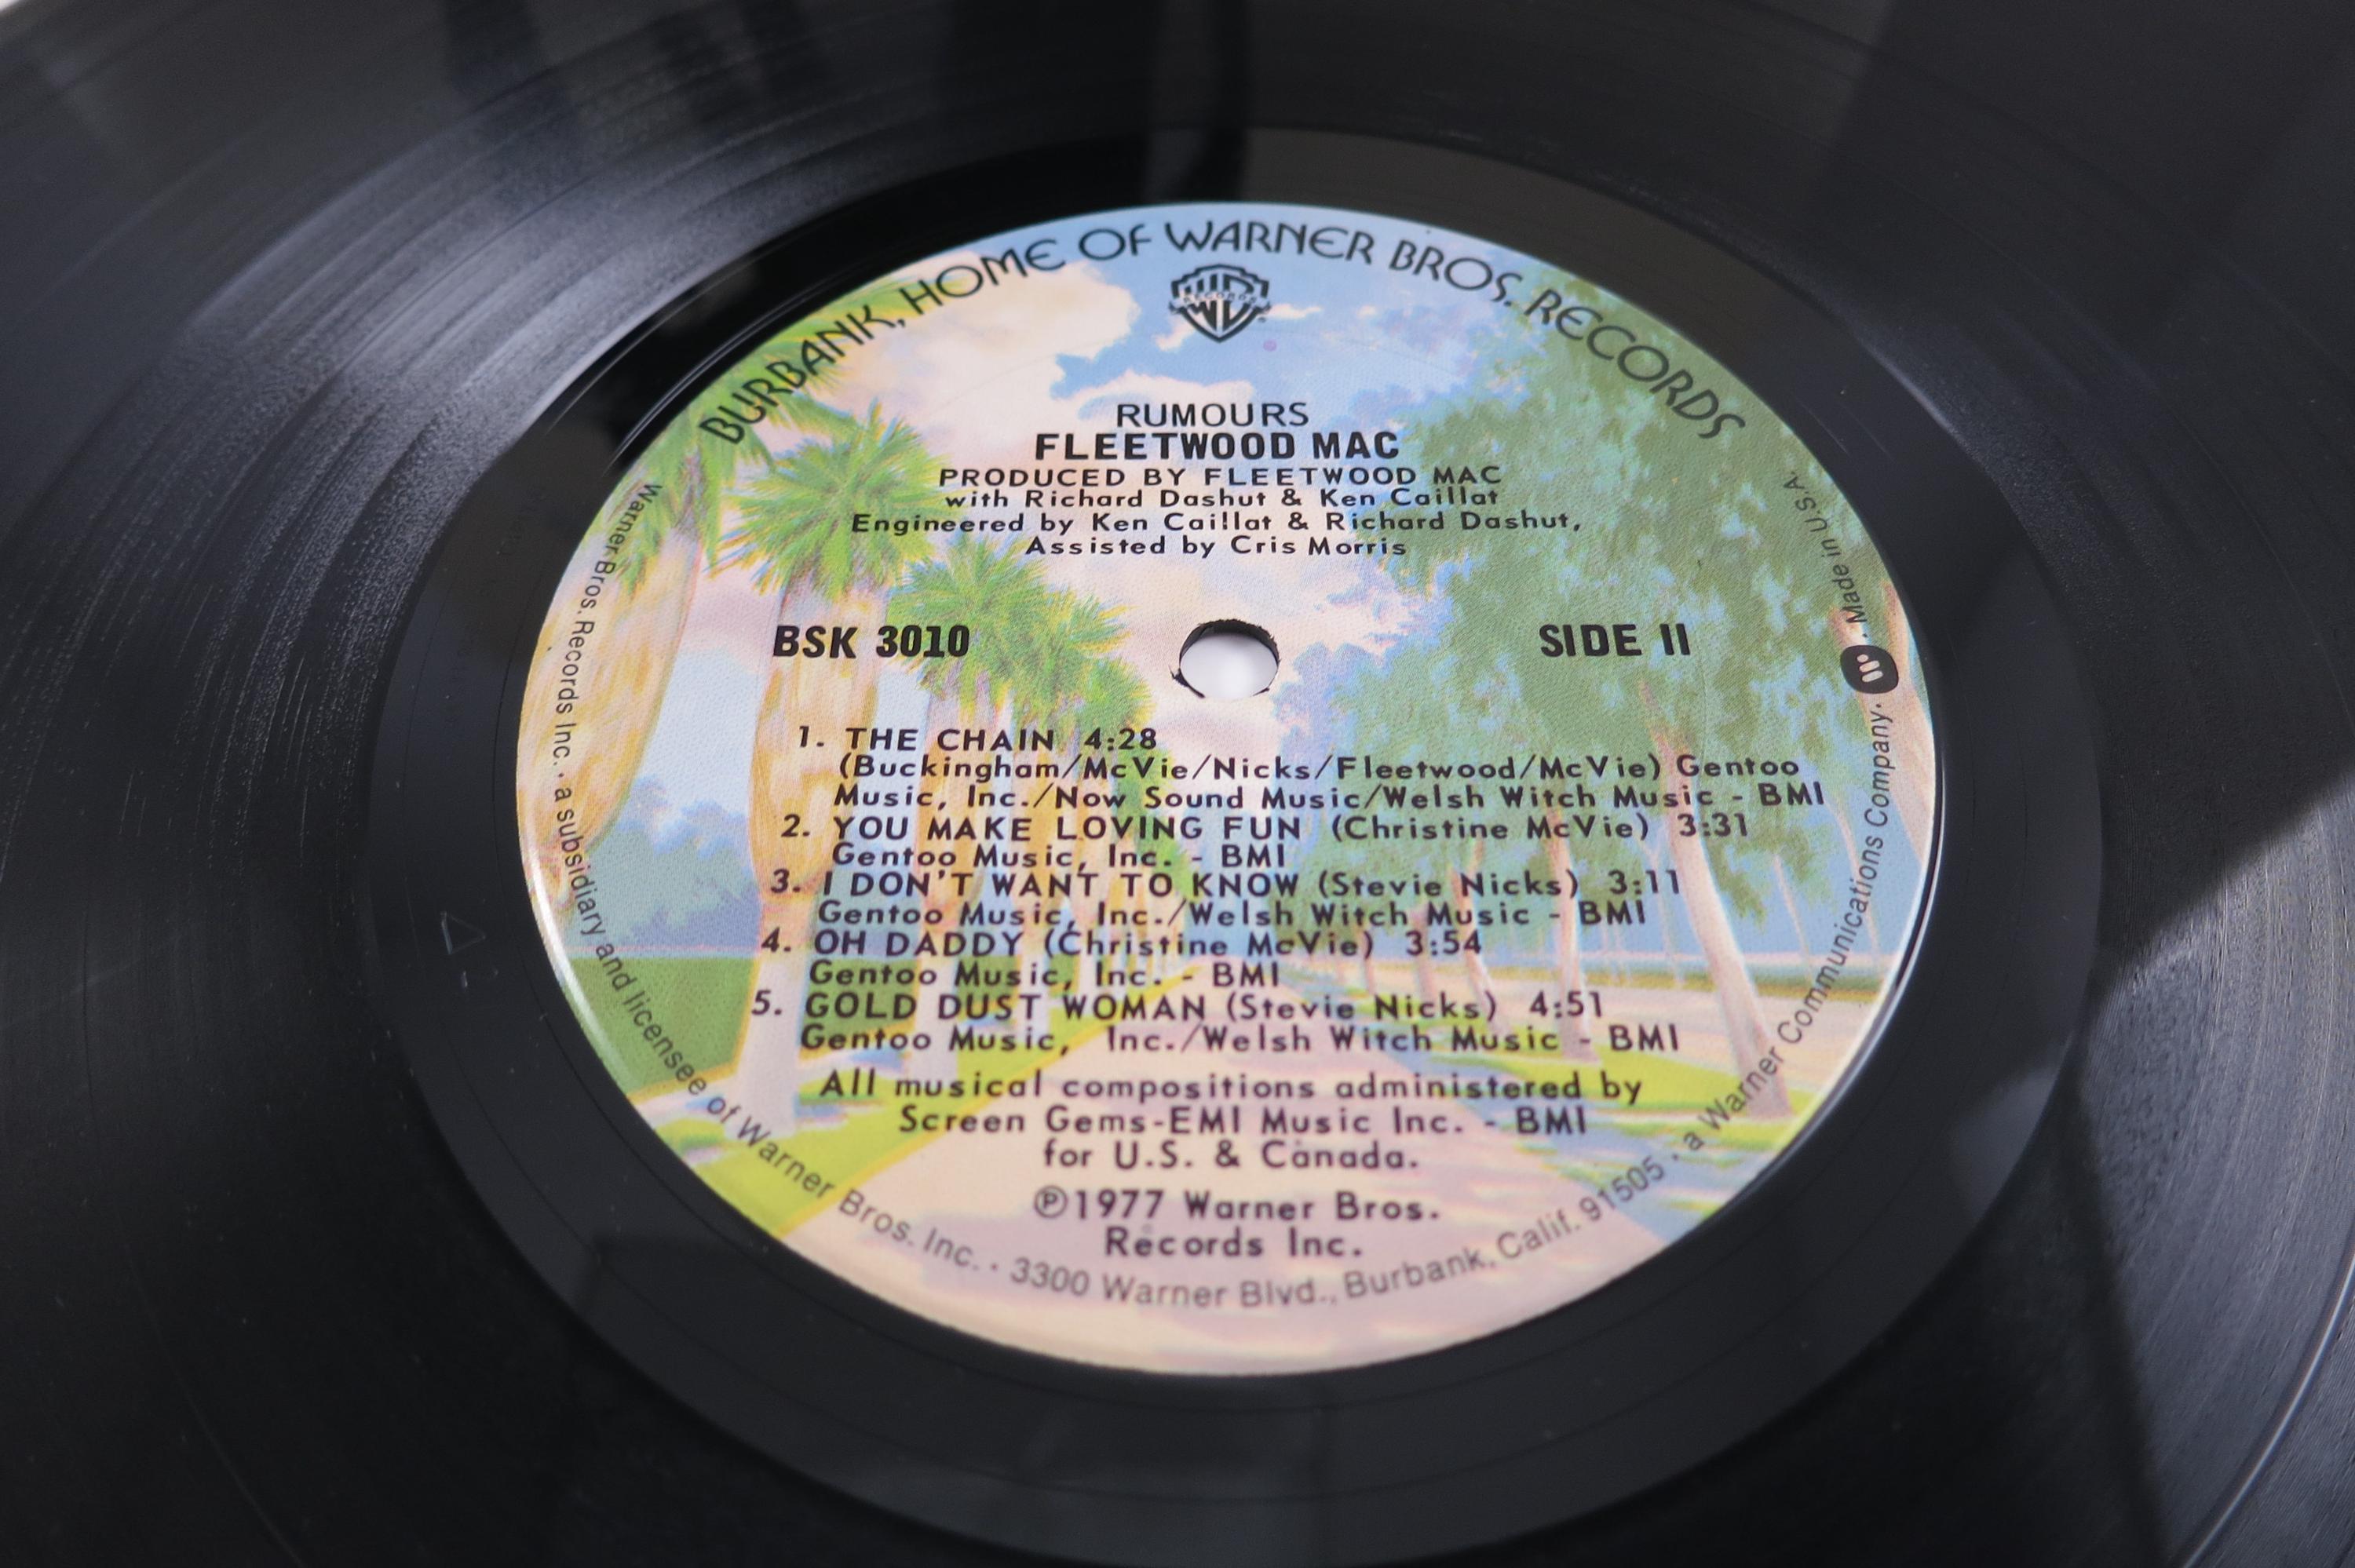 BURBANK, HOME OF WARNER BROS. RECORDS
RECORDS
RUMOURS
FLEETWOOD MAC
PRODUCED BY FLEETWOOD MAC
with Richard Dashut & Ken Caillat
Engineered by Ken Caillat & Richard Dashut,
Assisted by Cris Morris
BSK 3010
SIDE II
1. THE CHAIN 4:28
(Buckingham/McVie/Nicks/Fleetwood/McVie) Gentoo
Music, Inc./Now Sound Music/Welsh Witch Music - BMI
2. YOU MAKE LOVING FUN (Christine McVie) 3:31
Gentoo Music, Inc. - BMI
3. I DON'T WANT TO KNOW (Stevie Nicks) 3:11
Gentoo Music, Inc./Welsh Witch Music - BMI
4. OH DADDY (Christine McVie) 3:54
Gentoo Music, Inc. - BMI
5. GOLD DUST WOMAN (Stevie Nicks) 4:51
Gentoo Music, Inc./Welsh Witch Music - BMI
All musical compositions administered by
Screen Gems-EMI Music Inc. - BMI
for U.S. & Canada.
℗1977 Warner Bros.
Records Inc.
Warner Bros. Records Inc. · a subsidiary and licensee of Warner Bros. Inc. · 3300 Warner Blvd., Burbank, Calif. 91505 · a Warner Communications Company. · Made in U.S.A.